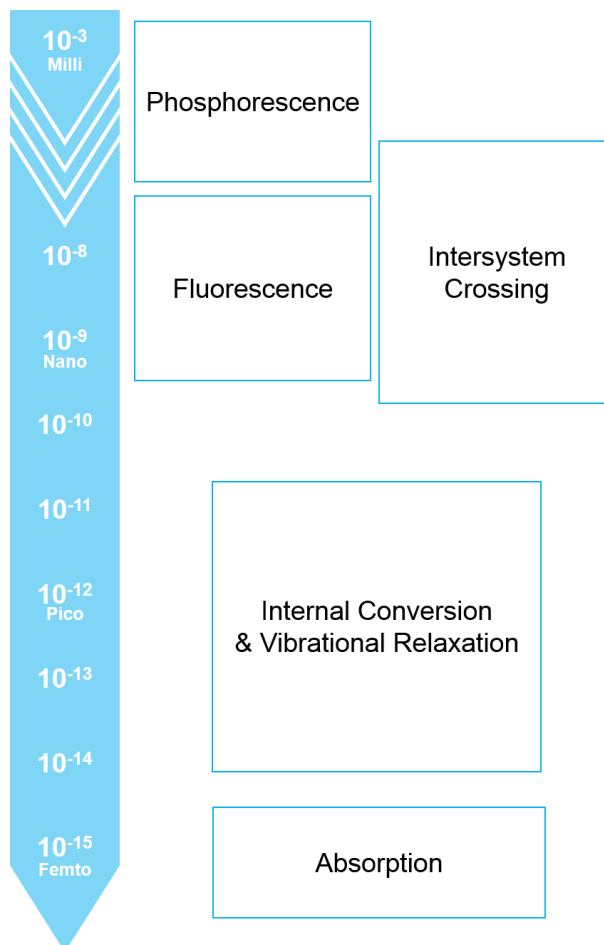 10⁻³
Milli
Phosphorescence
10⁻⁸
Fluorescence
Intersystem
Crossing
10⁻⁹
Nano
10⁻¹⁰
10⁻¹¹
10⁻¹²
Pico
Internal Conversion
& Vibrational Relaxation
10⁻¹³
10⁻¹⁴
10⁻¹⁵
Femto
Absorption